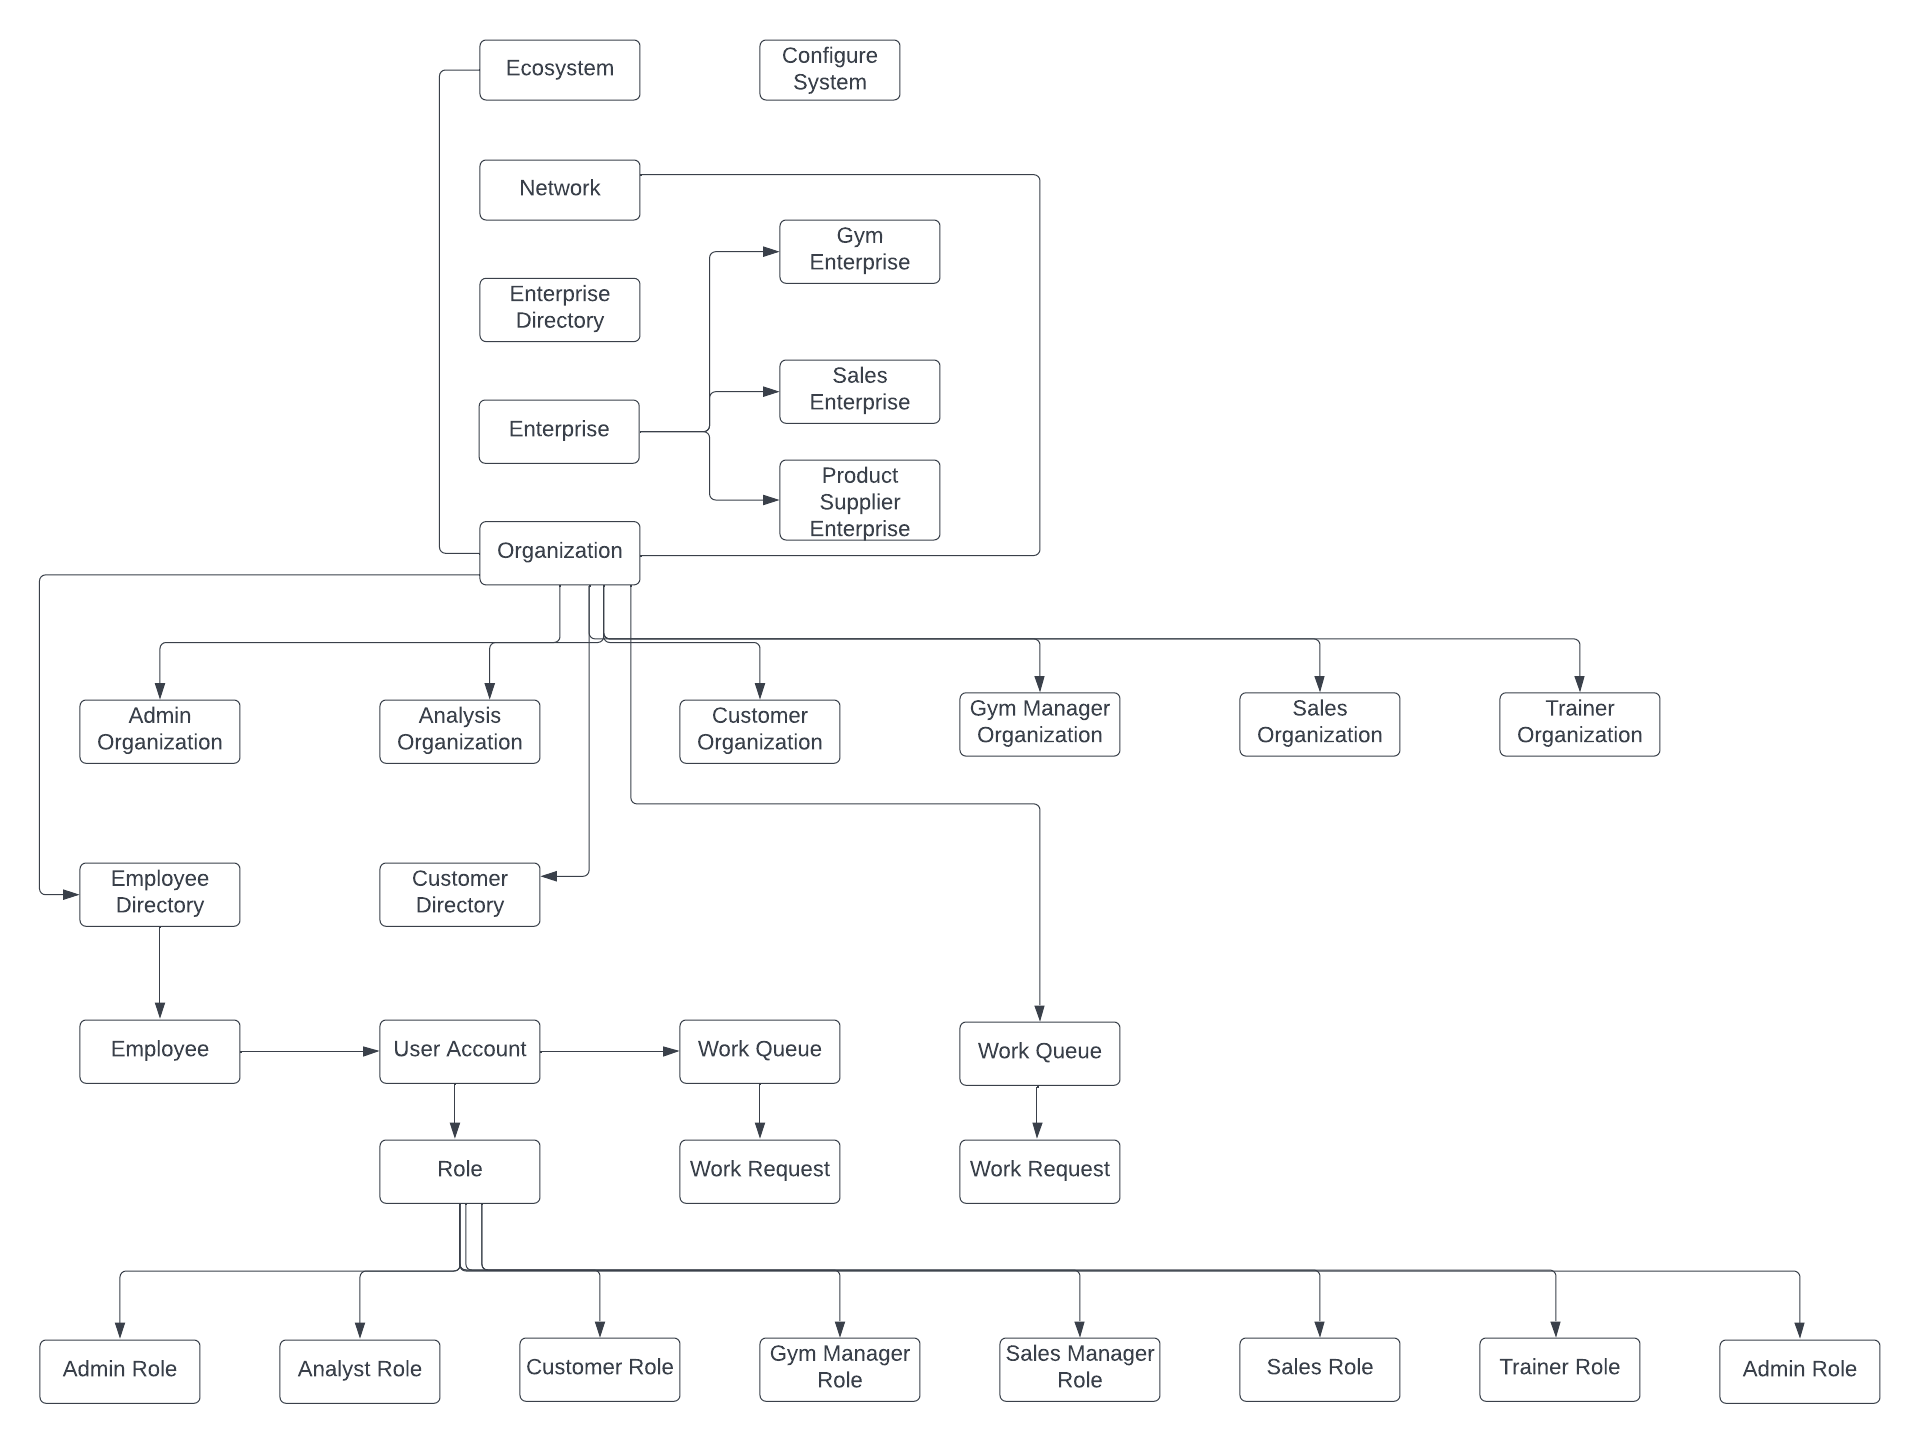 Ecosystem
Configure
System
Network
Gym
Enterprise
Enterprise
Directory
Sales
Enterprise
Enterprise
Product
Supplier
Enterprise
Organization
Admin
Organization
Analysis
Organization
Customer
Organization
Gym Manager
Organization
Sales
Organization
Trainer
Organization
Employee
Directory
Customer
Directory
Employee
User Account
Work Queue
Work Queue
Role
Work Request
Work Request
Admin Role
Analyst Role
Customer Role
Gym Manager
Role
Sales Manager
Role
Sales Role
Trainer Role
Admin Role